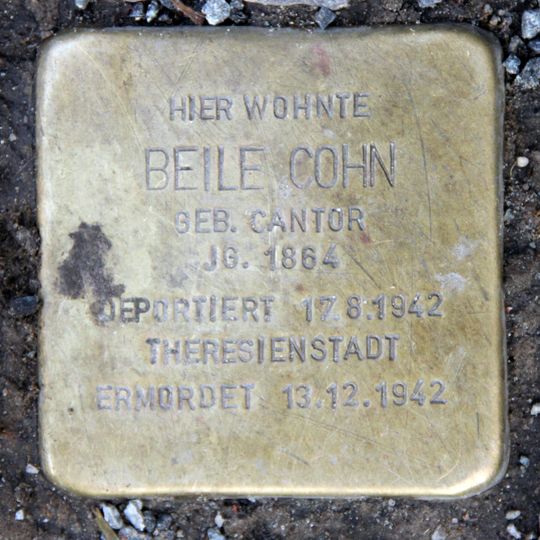 HIER WOHNTE
BEILE COHN
GEB. CANTOR
JG. 1864
DEPORTIERT 17.8.1942
THERESIENSTADT
ERMORDET 13.12.1942